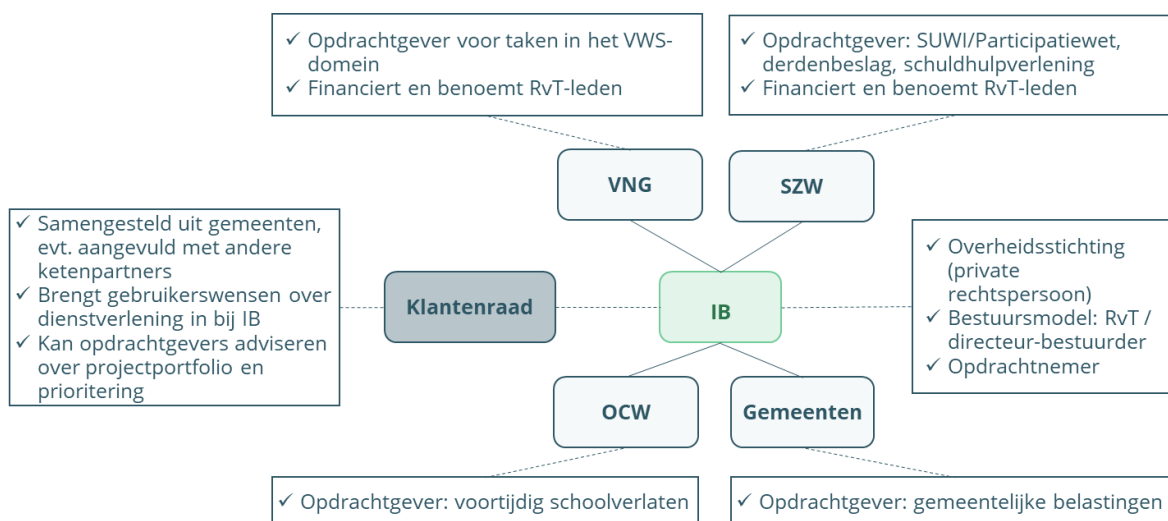 ✓ Opdrachtgever voor taken in het VWS-
domein
✓ Financiert en benoemt RvT-leden
✓ Opdrachtgever: SUWI/Participatiewet,
derdenbeslag, schuldhulpverlening
✓ Financiert en benoemt RvT-leden
VNG
SZW
✓ Samengesteld uit gemeenten,
evt. aangevuld met andere
ketenpartners
✓ Brengt gebruikerswensen over
dienstverlening in bij IB
✓ Kan opdrachtgevers adviseren
over projectportfolio en
prioritering
Klantenraad
IB
✓ Overheidsstichting
(private
rechtspersoon)
✓ Bestuursmodel: RvT /
directeur-bestuurder
✓ Opdrachtnemer
OCW
Gemeenten
✓ Opdrachtgever: voortijdig schoolverlaten
✓ Opdrachtgever: gemeentelijke belastingen